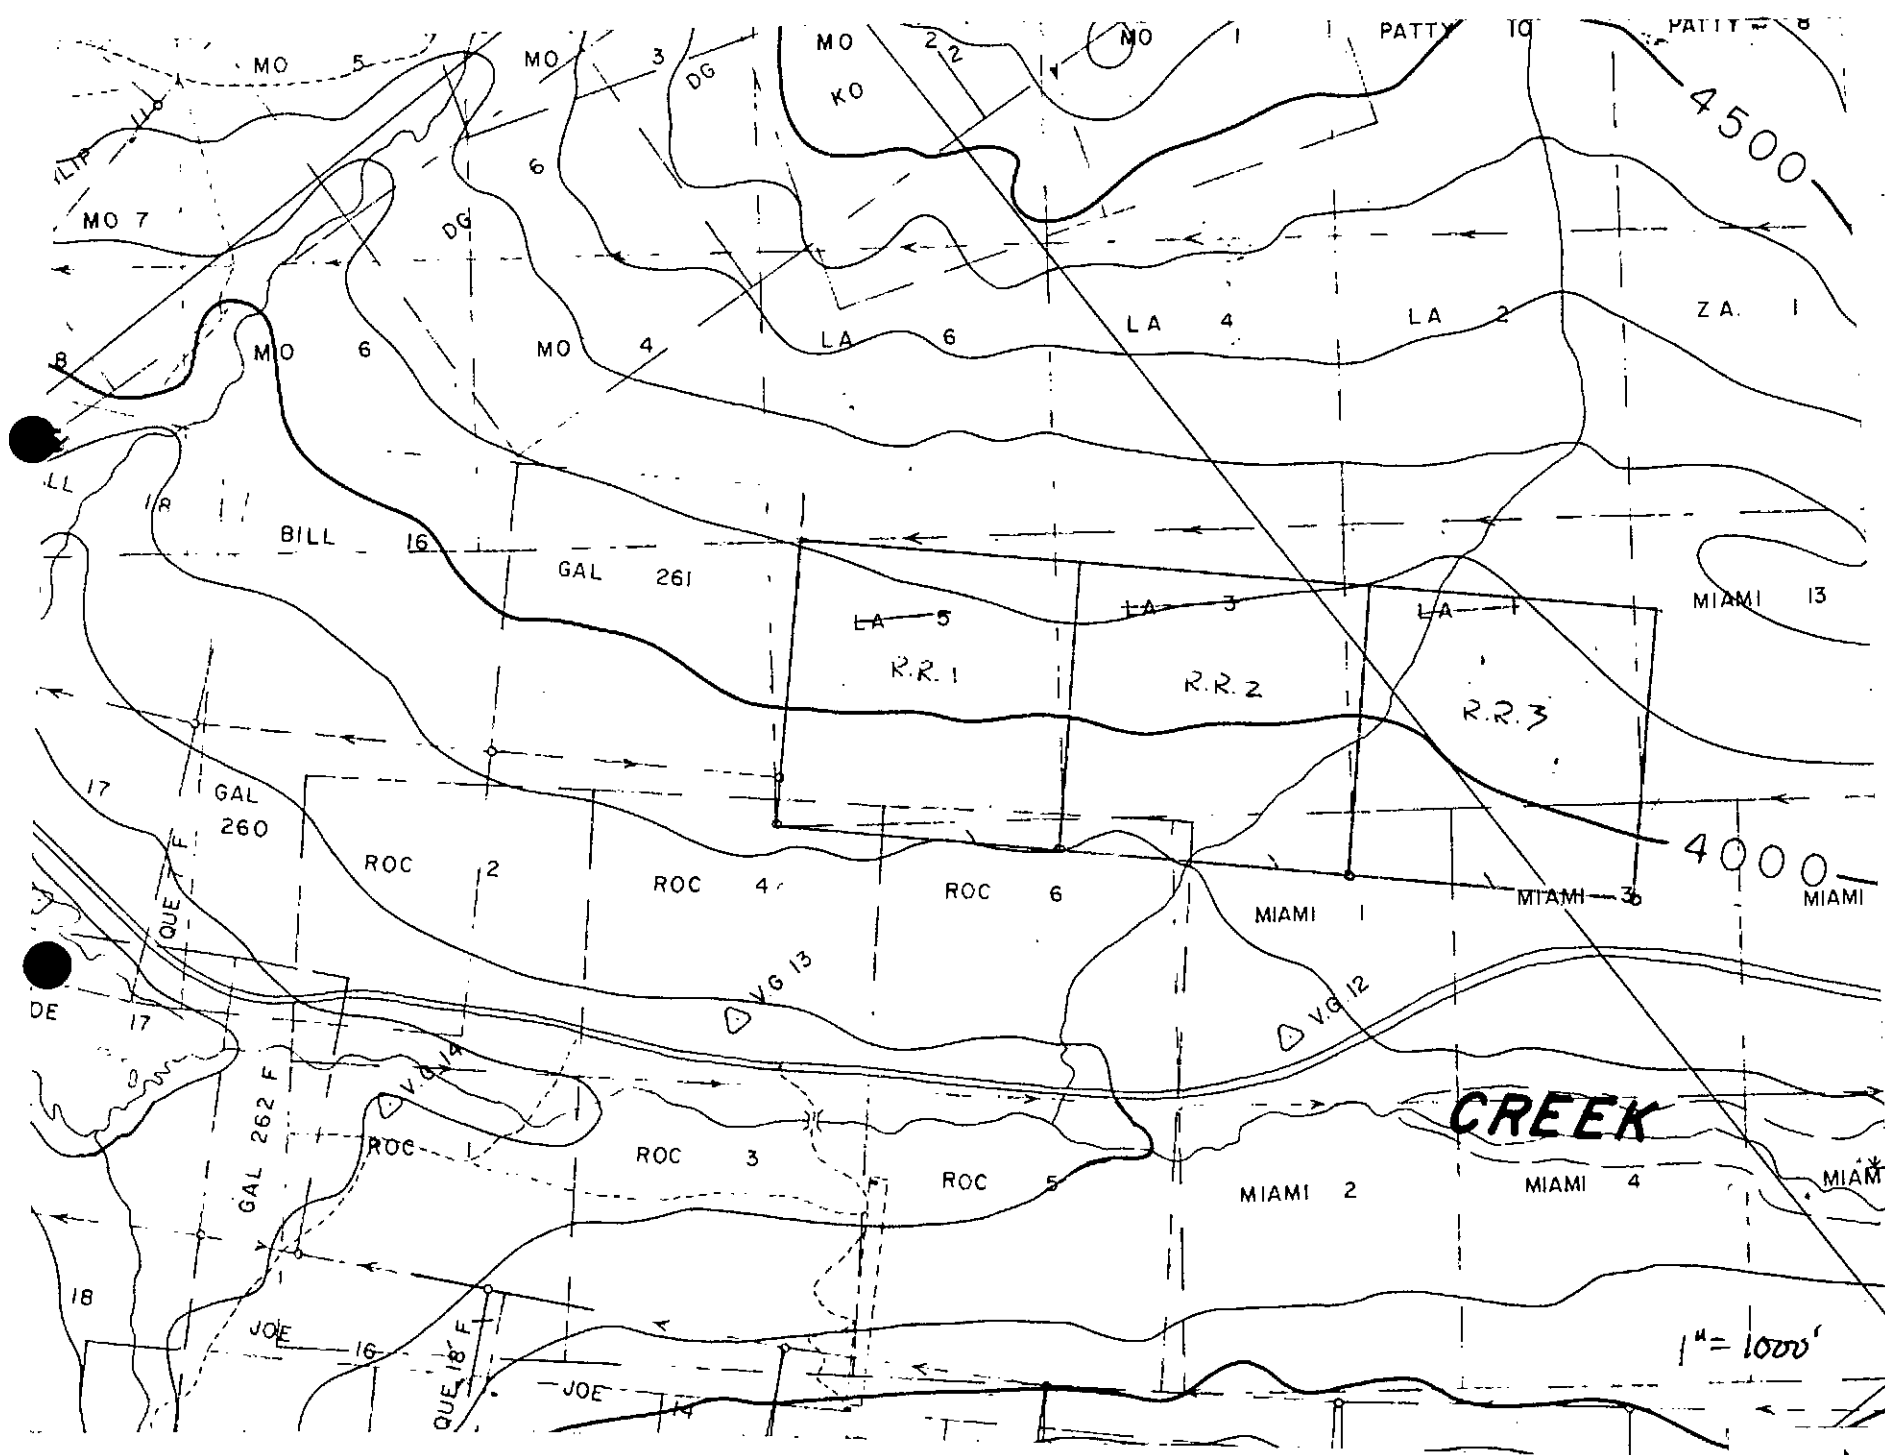 MO 5
MO 3
DG
MO 2
2
KO
MO 1
PATTY 10
PATTY 8
4500
11
MO 7
6
DG
8
MO 6
MO 4
LA 6
LA 4
LA 2
ZA. 1
18
BILL 16
GAL 261
LA 5
LA 3
LA 1
MIAMI 13
R.R. 1
R.R. 2
R.R. 3
17
GAL
260
QUE 17 F
ROC 2
ROC 4
ROC 6
MIAMI 1
MIAMI 3
4000
MIAMI
V.G 13
V.G. 12
DE 17
V.G. 14
GAL 262 F
CREEK
ROC
ROC 3
ROC 5
MIAMI 2
MIAMI 4
MIAM
18
JOE 16
QUE 18 F
JOE 14
1" = 1000'